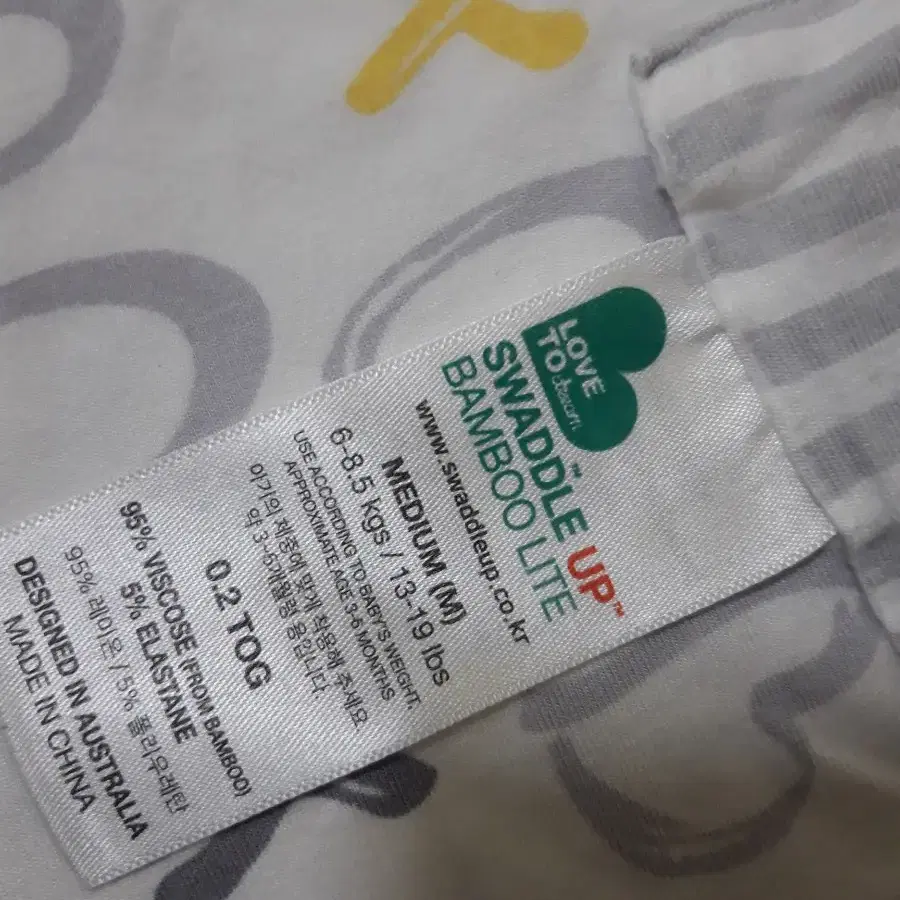 LOVE
TO dream
SWADDLE UP™
BAMBOO LITE
www.swaddleup.co.kr
MEDIUM (M)
6-8.5 kgs / 13-19 lbs
USE ACCORDING TO BABY'S WEIGHT.
APPROXIMATE AGE 3-6 MONTHS
아기의 체중에 맞게 착용해 주세요.
약 3-6개월령 용입니다
0.2 TOG
95% VISCOSE (FROM BAMBOO)
5% ELASTANE
95% 레이온 / 5% 폴리우레탄
DESIGNED IN AUSTRALIA
MADE IN CHINA